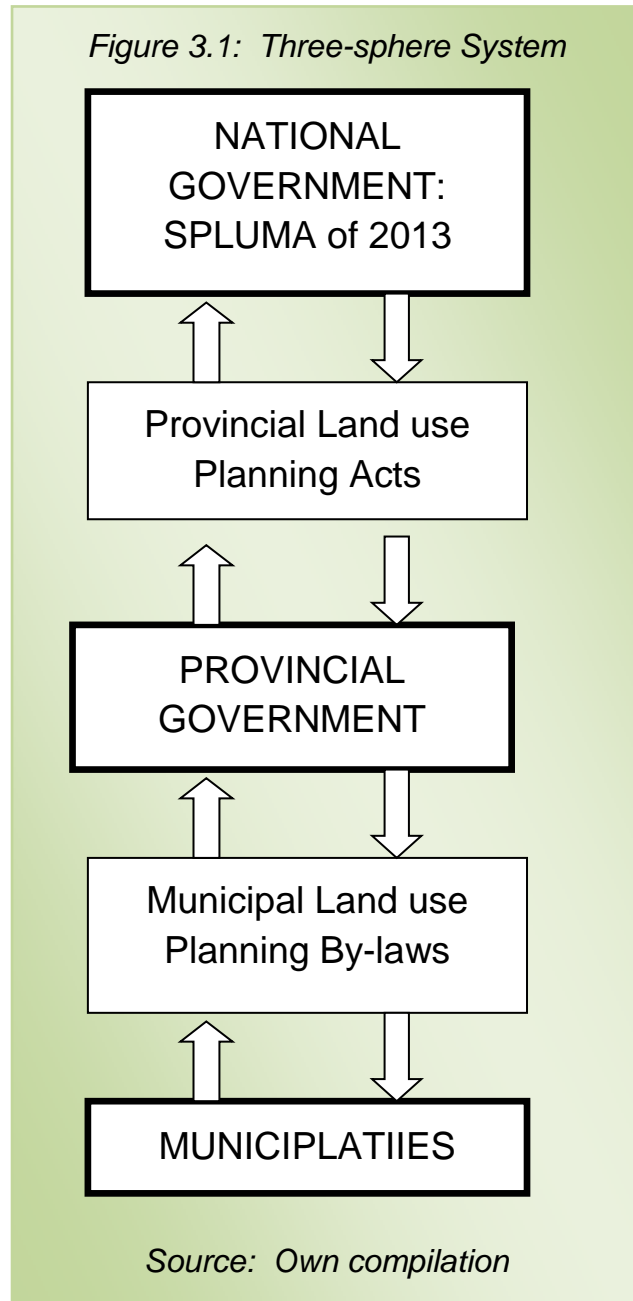 Figure 3.1: Three-sphere System
NATIONAL
GOVERNMENT:
SPLUMA of 2013
Provincial Land use
Planning Acts
PROVINCIAL
GOVERNMENT
Municipal Land use
Planning By-laws
MUNICIPLATIIES
Source: Own compilation